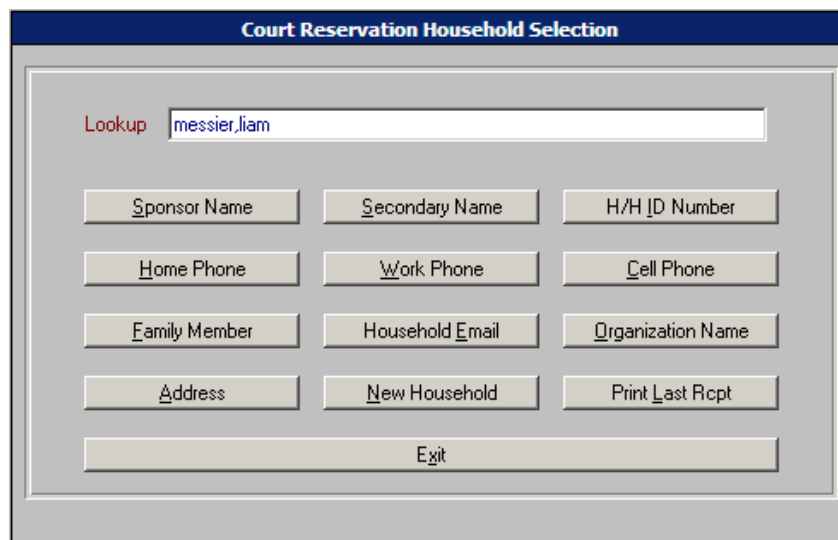 Court Reservation Household Selection
Lookup messier,liam
Sponsor Name Secondary Name H/H ID Number
Home Phone Work Phone Cell Phone
Family Member Household Email Organization Name
Address New Household Print Last Rcpt
Exit